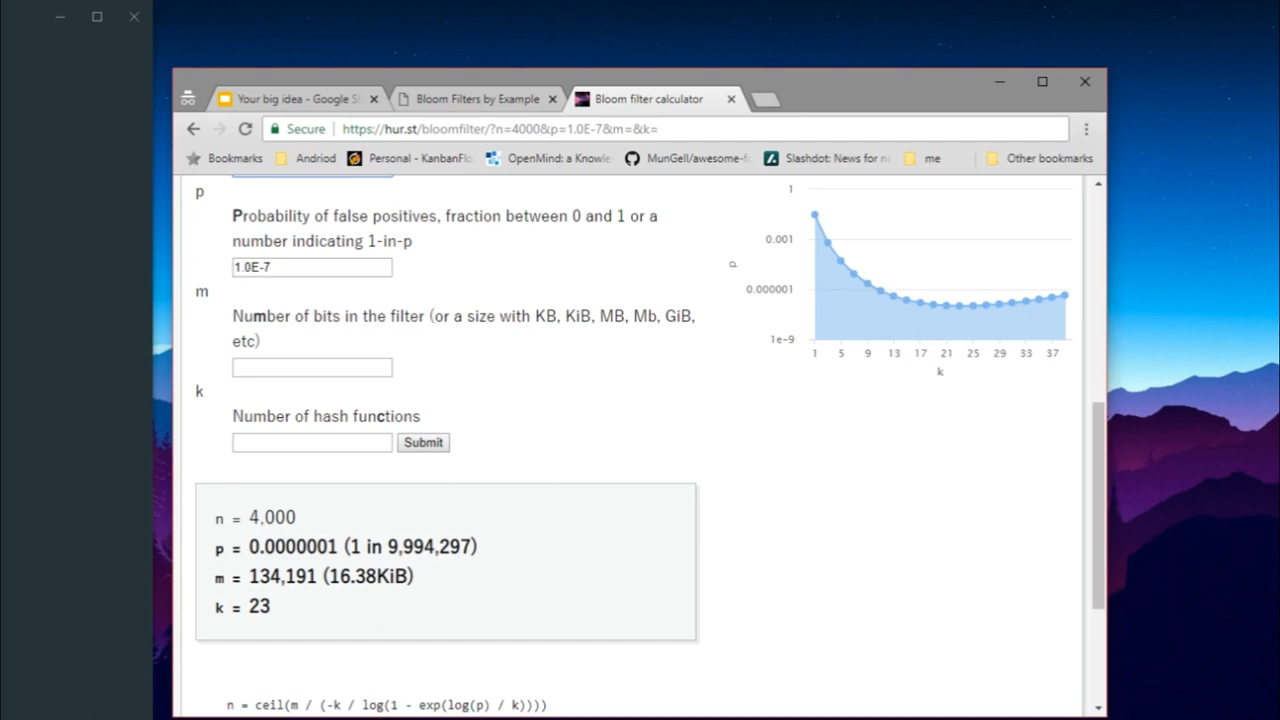 Your big idea - Google Sl
Bloom Filters by Example
Bloom filter calculator
Secure
https://hur.st/bloomfilter/?n=4000&p=1.0E-7&m=&k=
Bookmarks
Andriod
Personal - KanbanFlo
OpenMind: a Knowle
MunGell/awesome-fo
Slashdot: News for ne
me
Other bookmarks
p
Probability of false positives, fraction between 0 and 1 or a
number indicating 1-in-p
1.0E-7
m
Number of bits in the filter (or a size with KB, KiB, MB, Mb, GiB,
etc)
k
Number of hash functions
Submit
1
0.001
0.000001
1e-9
p
1 5 9 13 17 21 25 29 33 37
k
n = 4,000
p = 0.0000001 (1 in 9,994,297)
m = 134,191 (16.38KiB)
k = 23
n = ceil(m / (-k / log(1 - exp(log(p) / k))))